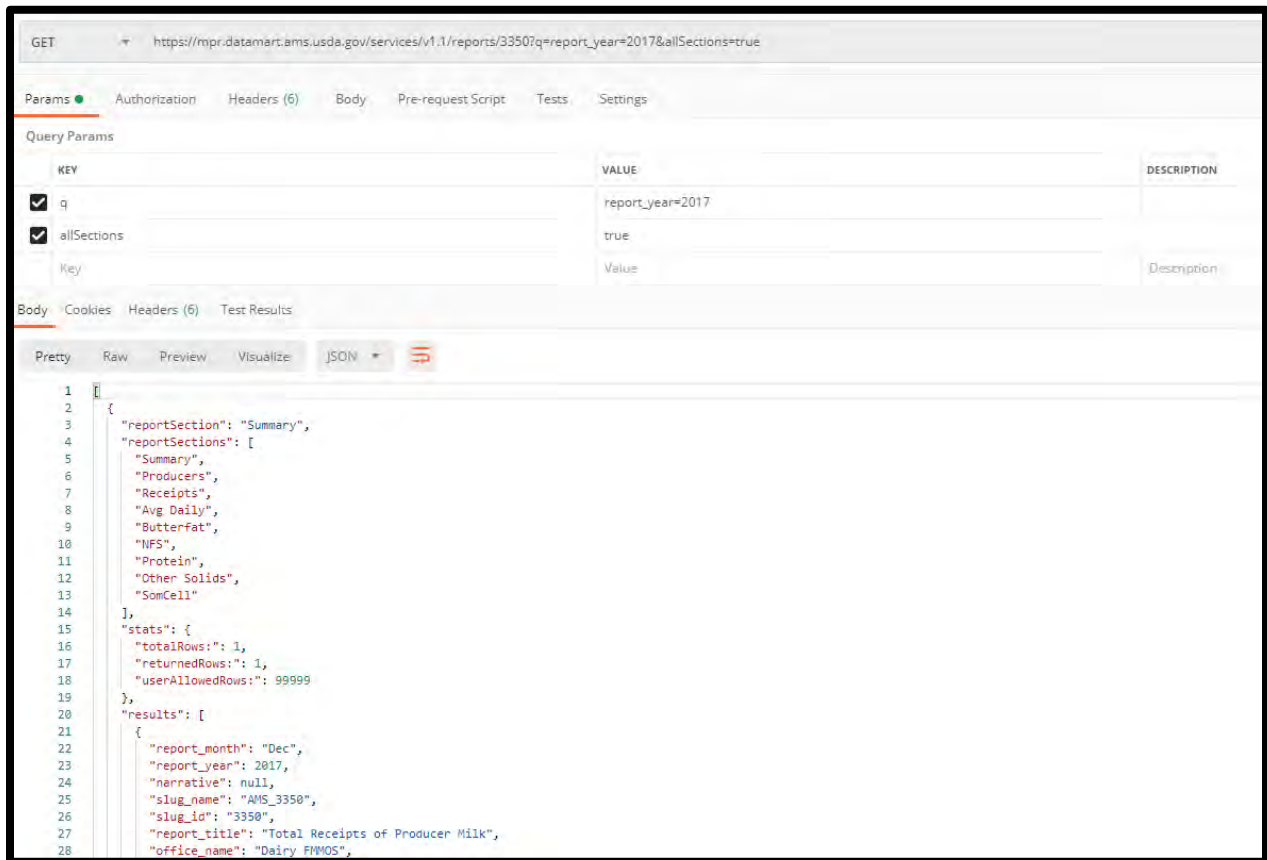 GET https://mpr.datamart.ams.usda.gov/services/v1.1/reports/3350?q=report_year=2017&allSections=true
Params Authorization Headers (6) Body Pre-request Script Tests Settings
Query Params
KEY VALUE DESCRIPTION
q report_year=2017
allSections true
Key Value Description
Body Cookies Headers (6) Test Results
Pretty Raw Preview Visualize JSON
1 [
2 {
3 "reportSection": "Summary",
4 "reportSections": [
5 "Summary",
6 "Producers",
7 "Receipts",
8 "Avg Daily",
9 "Butterfat",
10 "NFS",
11 "Protein",
12 "Other Solids",
13 "SomCell"
14 ],
15 "stats": {
16 "totalRows:": 1,
17 "returnedRows:": 1,
18 "userAllowedRows:": 99999
19 },
20 "results": [
21 {
22 "report_month": "Dec",
23 "report_year": 2017,
24 "narrative": null,
25 "slug_name": "AMS_3350",
26 "slug_id": "3350",
27 "report_title": "Total Receipts of Producer Milk",
28 "office_name": "Dairy FMMOS",